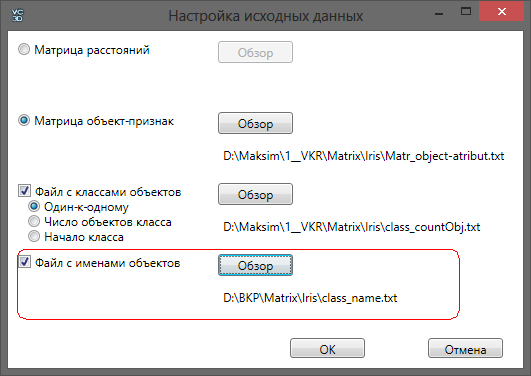 VC
3D
Настройка исходных данных
Матрица расстояний
Обзор
Матрица объект-признак
Обзор
D:\Maksim\1__VKR\Matrix\Iris\Matr_object-atribut.txt
Файл с классами объектов
Обзор
Один-к-одному
Число объектов класса
D:\Maksim\1__VKR\Matrix\Iris\class_countObj.txt
Начало класса
Файл с именами объектов
Обзор
D:\ВКР\Matrix\Iris\class_name.txt
OK
Отмена